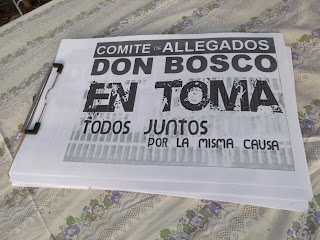 COMITE DE ALLEGADOS
DON BOSCO
EN TOMA
TODOS JUNTOS
POR LA MISMA CAUSA